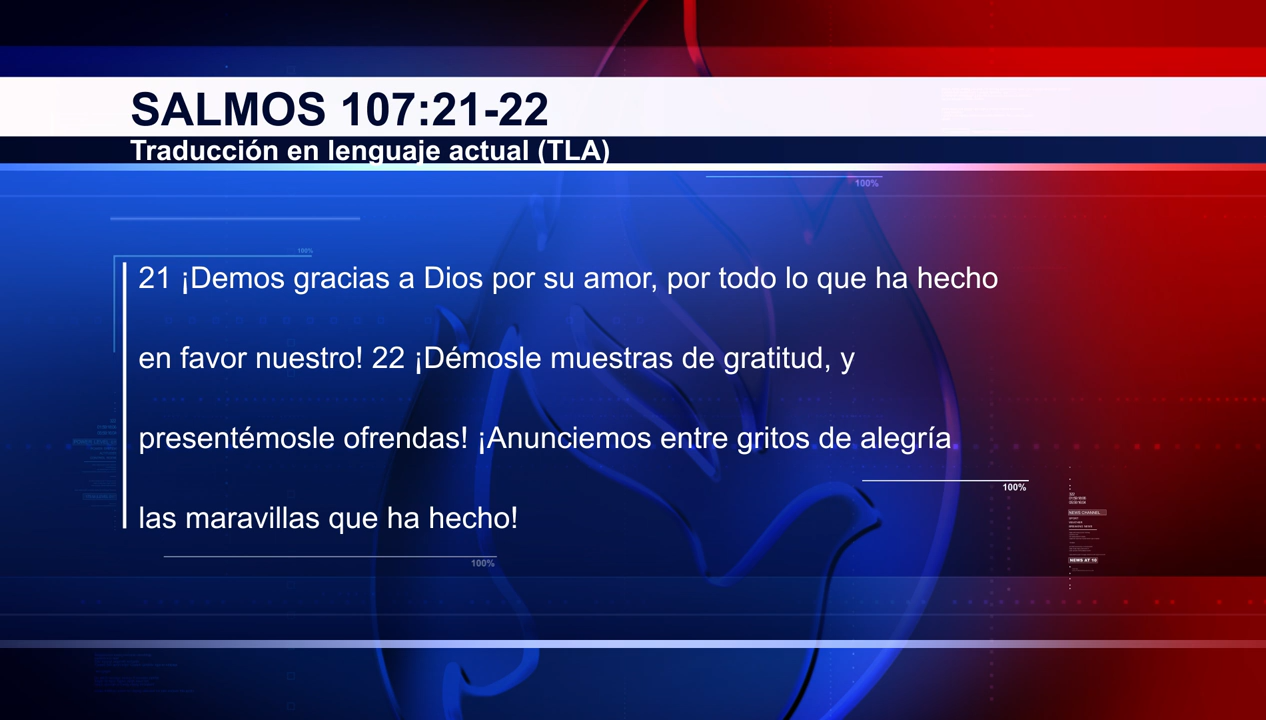 SALMOS 107:21-22
Traducción en lenguaje actual (TLA)
100%
100%
21 ¡Demos gracias a Dios por su amor, por todo lo que ha hecho
en favor nuestro! 22 ¡Démosle muestras de gratitud, y
presentémosle ofrendas! ¡Anunciemos entre gritos de alegría
las maravillas que ha hecho!
100%
NEWS CHANNEL
NEWS AT 10
100%